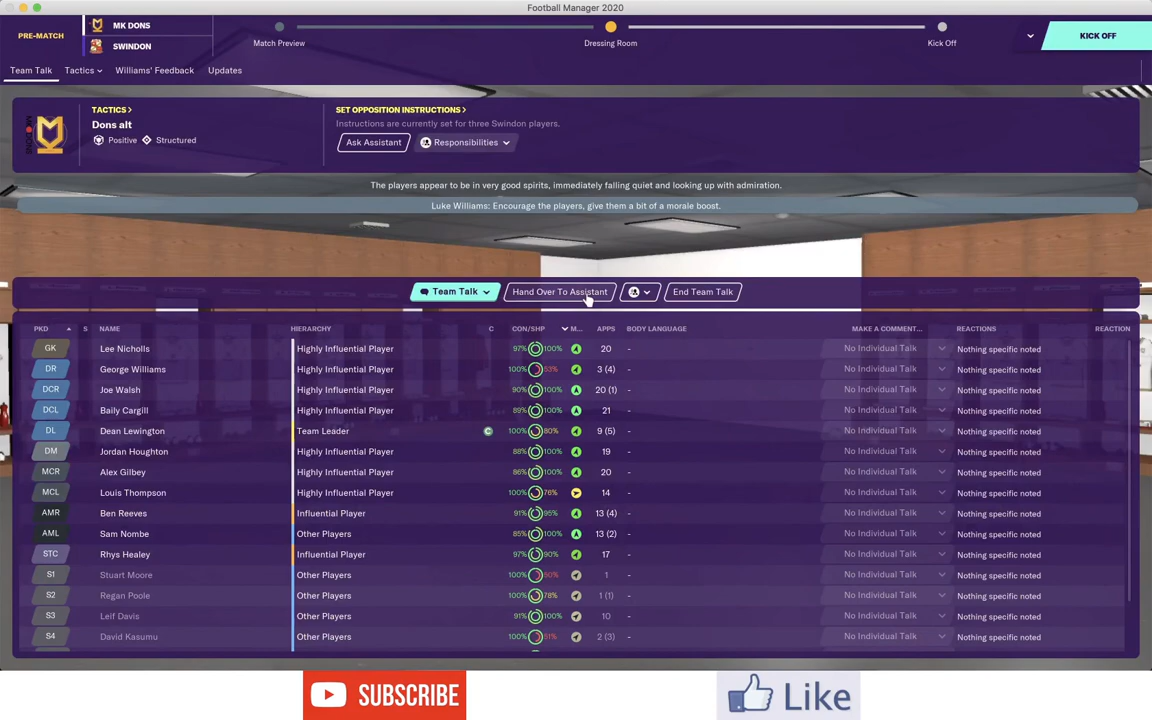 Football Manager 2020
PRE-MATCH
MK DONS
SWINDON
Match Preview
Dressing Room
Kick Off
KICK OFF
Team Talk
Tactics
Williams' Feedback
Updates
TACTICS >
Dons alt
Positive
Structured
SET OPPOSITION INSTRUCTIONS >
Instructions are currently set for three Swindon players.
Ask Assistant
Responsibilities
The players appear to be in very good spirits, immediately falling quiet and looking up with admiration.
Luke Williams: Encourage the players, give them a bit of a morale boost.
Team Talk
Hand Over To Assistant
End Team Talk
PKD S NAME HIERARCHY C CON/SHP M... APPS BODY LANGUAGE MAKE A COMMENT... REACTIONS REACTION
GK Lee Nicholls Highly Influential Player 97% 100% 20 - No Individual Talk Nothing specific noted
DR George Williams Highly Influential Player 100% 53% 3 (4) - No Individual Talk Nothing specific noted
DCR Joe Walsh Highly Influential Player 90% 100% 20 (1) - No Individual Talk Nothing specific noted
DCL Baily Cargill Highly Influential Player 89% 100% 21 - No Individual Talk Nothing specific noted
DL Dean Lewington Team Leader C 100% 80% 9 (5) - No Individual Talk Nothing specific noted
DM Jordan Houghton Highly Influential Player 88% 100% 19 - No Individual Talk Nothing specific noted
MCR Alex Gilbey Highly Influential Player 86% 100% 20 - No Individual Talk Nothing specific noted
MCL Louis Thompson Highly Influential Player 100% 76% 14 - No Individual Talk Nothing specific noted
AMR Ben Reeves Influential Player 91% 95% 13 (4) - No Individual Talk Nothing specific noted
AML Sam Nombe Other Players 85% 100% 13 (2) - No Individual Talk Nothing specific noted
STC Rhys Healey Influential Player 97% 90% 17 - No Individual Talk Nothing specific noted
S1 Stuart Moore Other Players 100% 1 - No Individual Talk Nothing specific noted
S2 Regan Poole Other Players 100% 78% 1 (1) - No Individual Talk Nothing specific noted
S3 Leif Davis Other Players 91% 100% 10 - No Individual Talk Nothing specific noted
S4 David Kasumu Other Players 100% 51% 2 (3) - No Individual Talk Nothing specific noted
SUBSCRIBE
Like